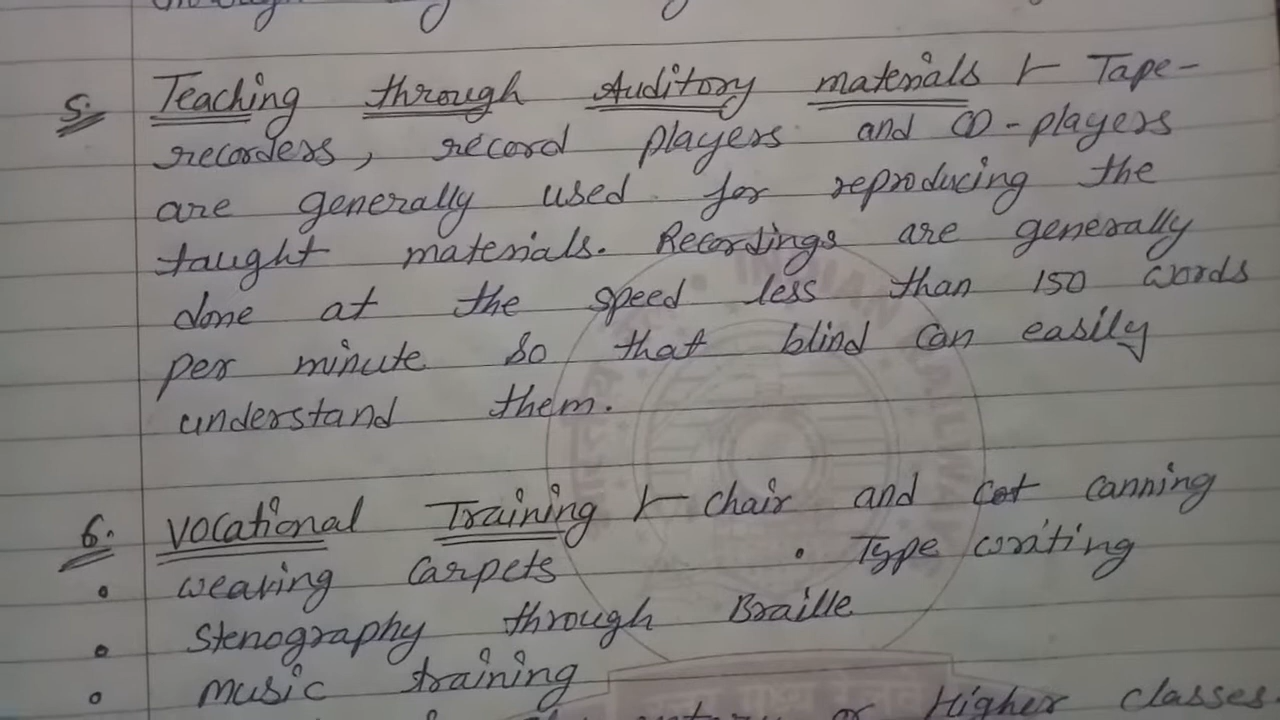 5. Teaching through Auditory materials :- Tape-
recorders, record players and CD-players
are generally used for reproducing the
taught materials. Recordings are generally
done at the speed less than 150 words
per minute so that blind can easily
understand them.
6. Vocational Training :- chair and cot canning
• weaving carpets • Type writing
• Stenography through Braille
• music training
or Higher classes
INDIAN RAILWAYS